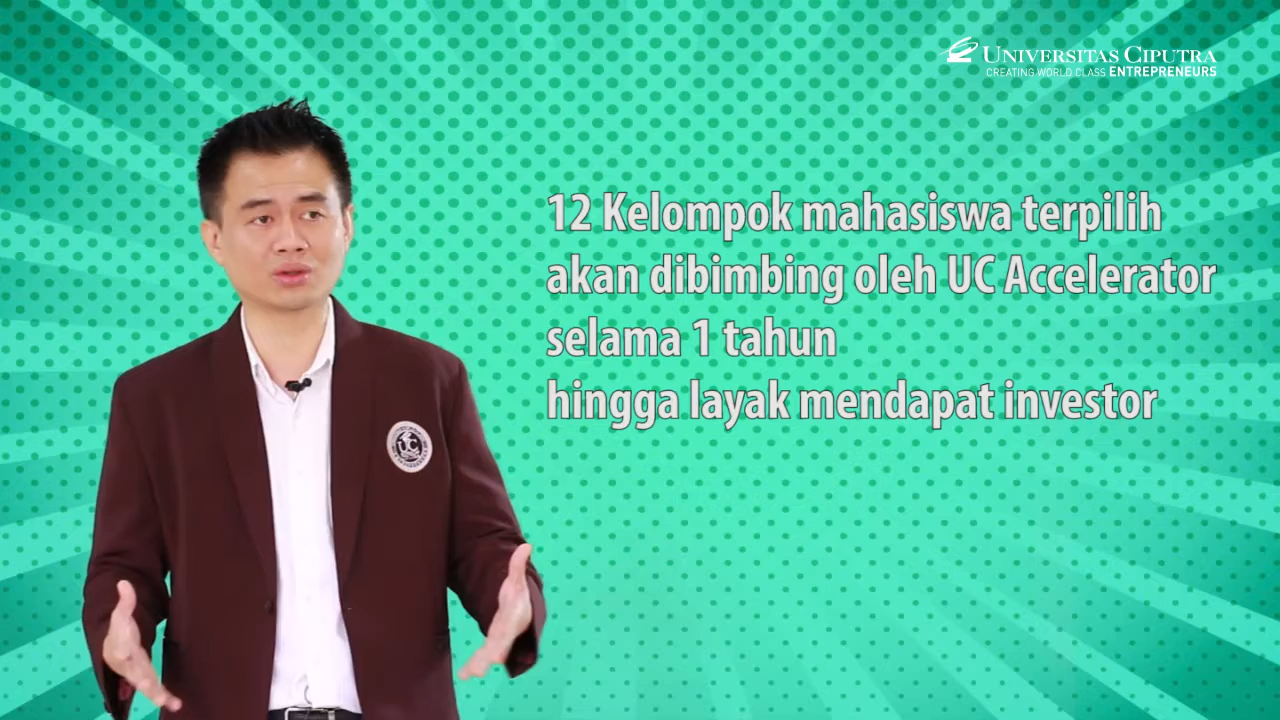 UNIVERSITAS CIPUTRA
CREATING WORLD CLASS ENTREPRENEURS
12 Kelompok mahasiswa terpilih
akan dibimbing oleh UC Accelerator
selama 1 tahun
hingga layak mendapat investor
UC